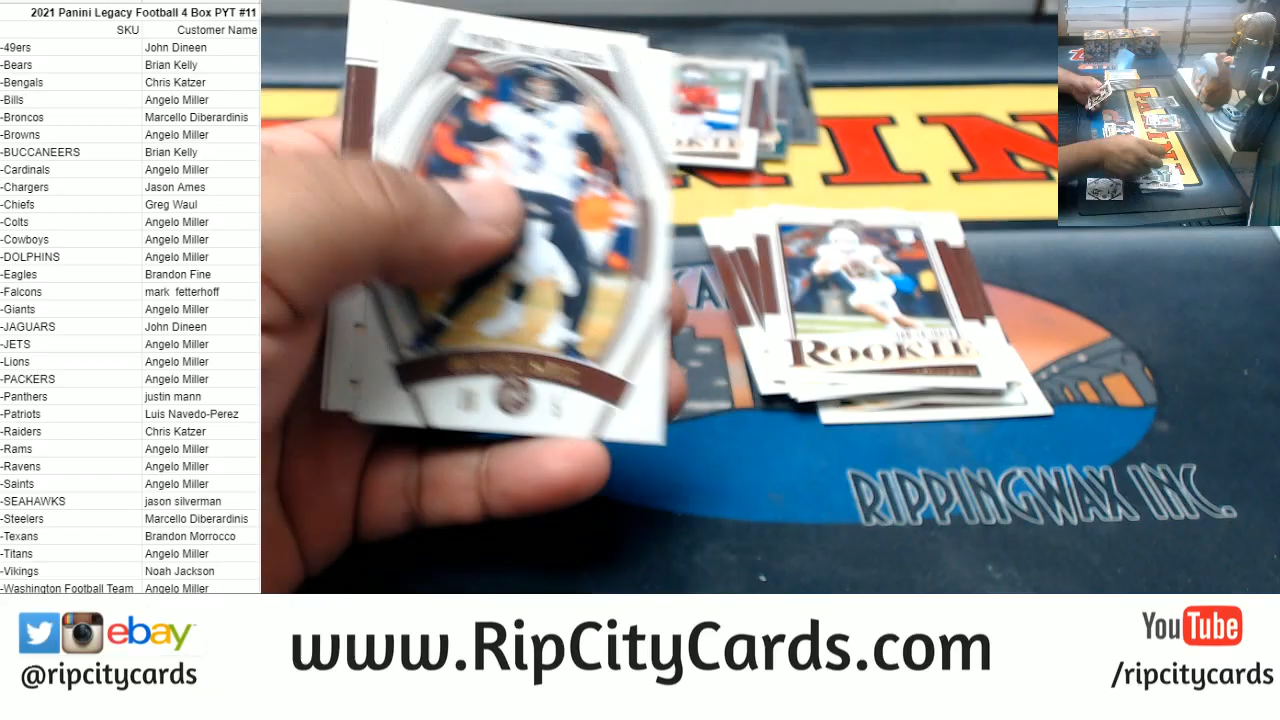 2021 Panini Legacy Football 4 Box PYT #11
SKU Customer Name
-49ers John Dineen
-Bears Brian Kelly
-Bengals Chris Katzer
-Bills Angelo Miller
-Broncos Marcello Diberardinis
-Browns Angelo Miller
-BUCCANEERS Brian Kelly
-Cardinals Angelo Miller
-Chargers Jason Ames
-Chiefs Greg Waul
-Colts Angelo Miller
-Cowboys Angelo Miller
-DOLPHINS Angelo Miller
-Eagles Brandon Fine
-Falcons mark fetterhoff
-Giants Angelo Miller
-JAGUARS John Dineen
-JETS Angelo Miller
-Lions Angelo Miller
-PACKERS Angelo Miller
-Panthers justin mann
-Patriots Luis Navedo-Perez
-Raiders Chris Katzer
-Rams Angelo Miller
-Ravens Angelo Miller
-Saints Angelo Miller
-SEAHAWKS jason silverman
-Steelers Marcello Diberardinis
-Texans Brandon Morrocco
-Titans Angelo Miller
-Vikings Noah Jackson
-Washington Football Team Angelo Miller
ROOKIE
RIPPINGWAX INC.
PANINI
ebay
@ripcitycards
www.RipCityCards.com
YouTube
/ripcitycards